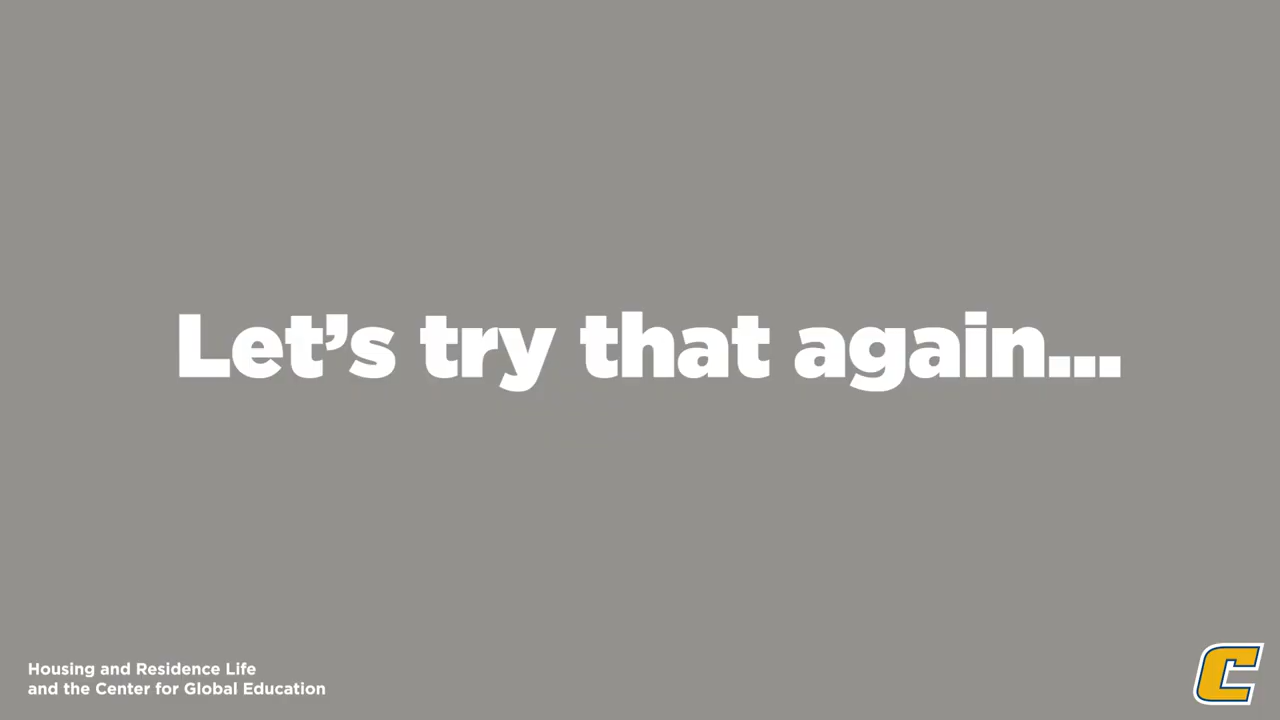 Let’s try that again...
Housing and Residence Life
and the Center for Global Education
C